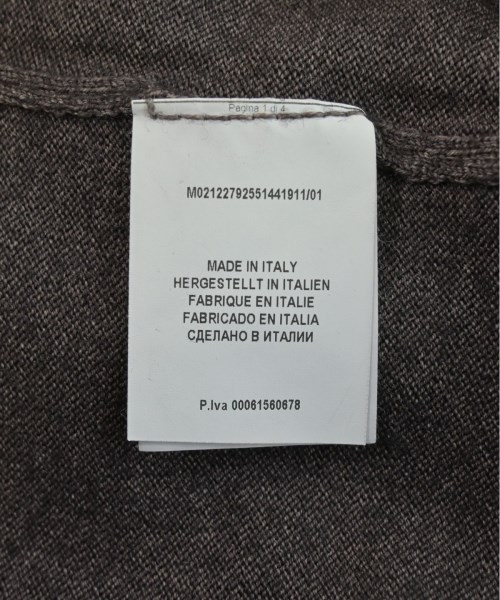 Pagina 1 di 4
M02122792551441911/01
MADE IN ITALY
HERGESTELLT IN ITALIEN
FABRIQUE EN ITALIE
FABRICADO EN ITALIA
СДЕЛАНО В ИТАЛИИ
P.Iva 00061560678